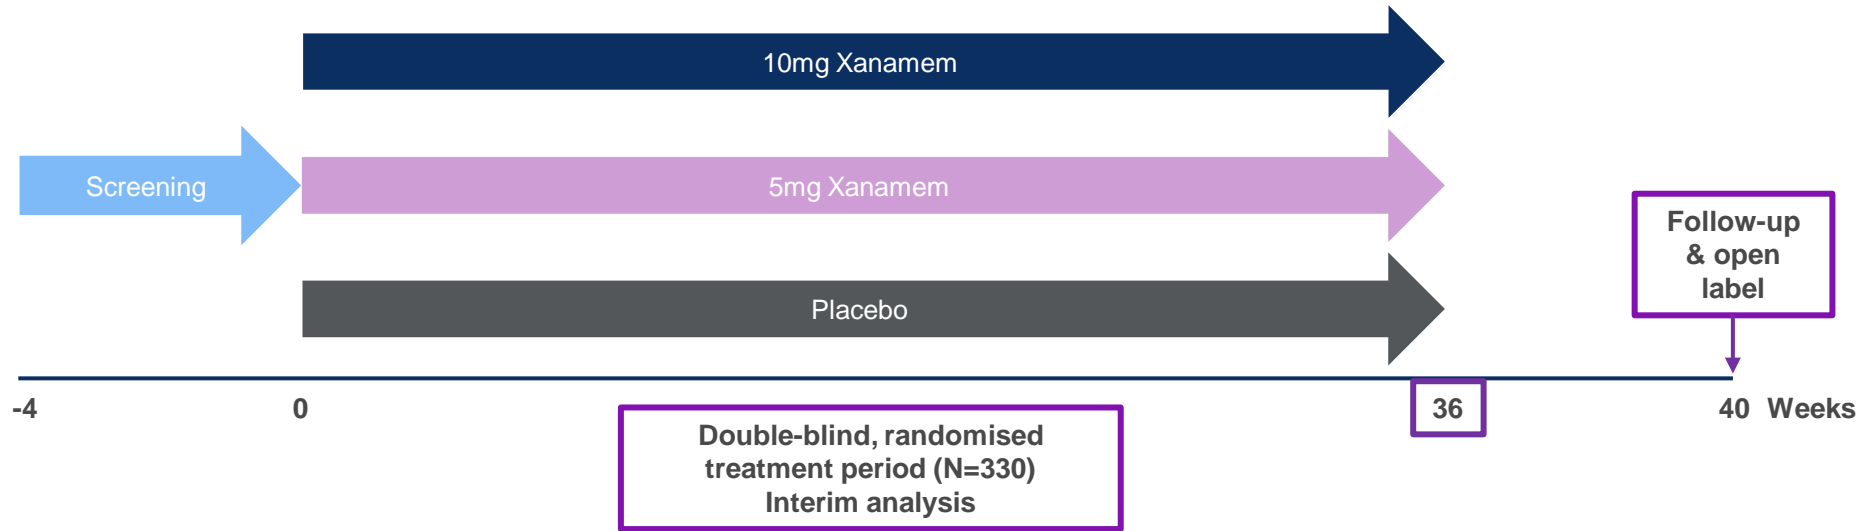 10mg Xanamem
Screening
5mg Xanamem
Placebo
Follow-up
& open
label
-4
0
36
40 Weeks
Double-blind, randomised
treatment period (N=330)
Interim analysis